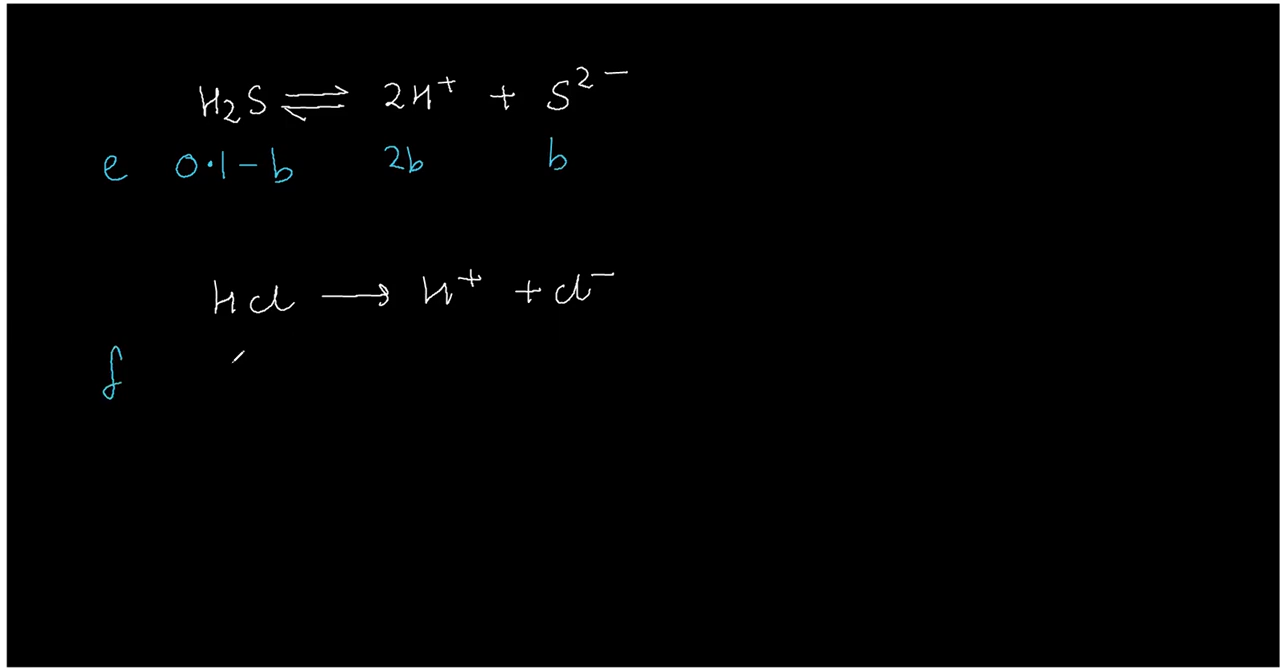 H₂S ⇌ 2H⁺ + S²⁻
e 0·1-b 2b b
HCl → H⁺ + Cl⁻
f